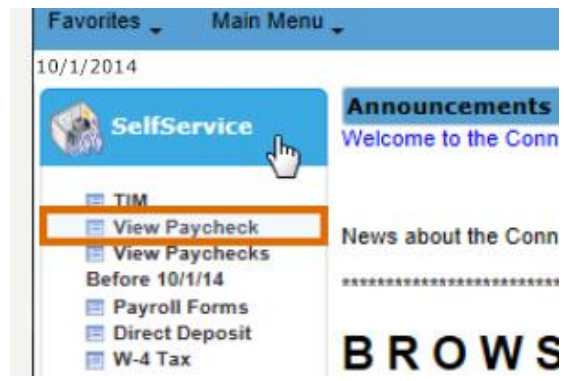 Favorites Main Menu
10/1/2014
SelfService
Announcements
Welcome to the Conn
TIM
View Paycheck
View Paychecks
Before 10/1/14
Payroll Forms
Direct Deposit
W-4 Tax
News about the Conn
*************************
BROWS